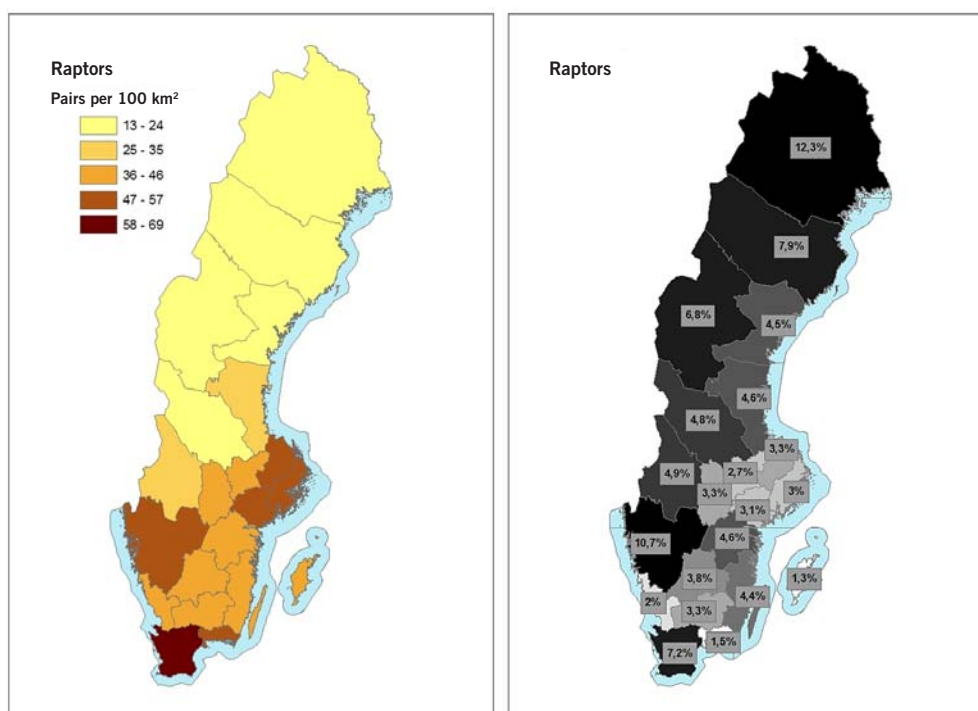 Raptors
Pairs per 100 km²
13 - 24
25 - 35
36 - 46
47 - 57
58 - 69
Raptors
12,3%
7,9%
6,8%
4,5%
4,6%
4,8%
3,3%
2,7%
4,9%
3,3%
3%
3,1%
10,7%
4,6%
3,8%
1,3%
2%
4,4%
3,3%
1,5%
7,2%